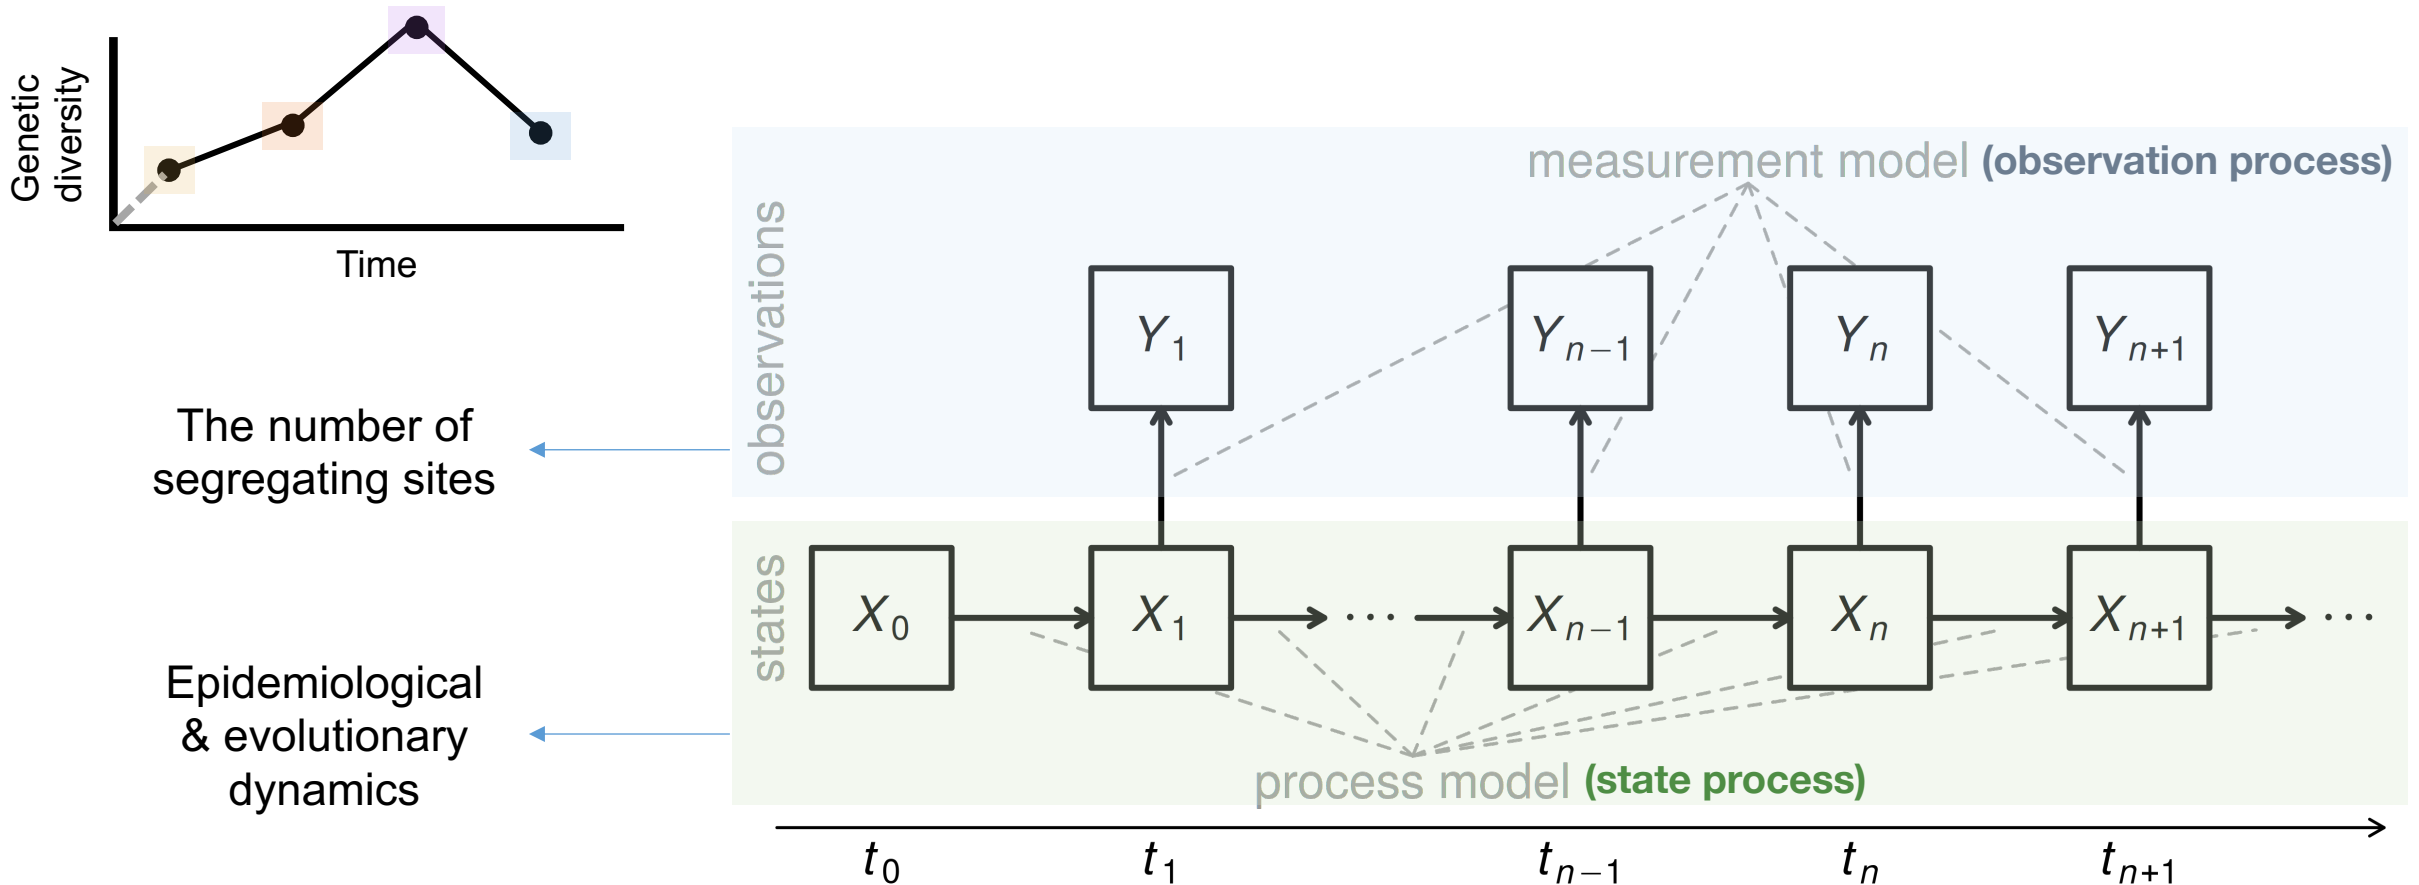 Genetic
diversity
Time
measurement model (observation process)
observations
Y1
Yn−1
Yn
Yn+1
The number of
segregating sites
states
X0
X1
...
Xn−1
Xn
Xn+1
...
Epidemiological
& evolutionary
dynamics
process model (state process)
t0
t1
tn−1
tn
tn+1